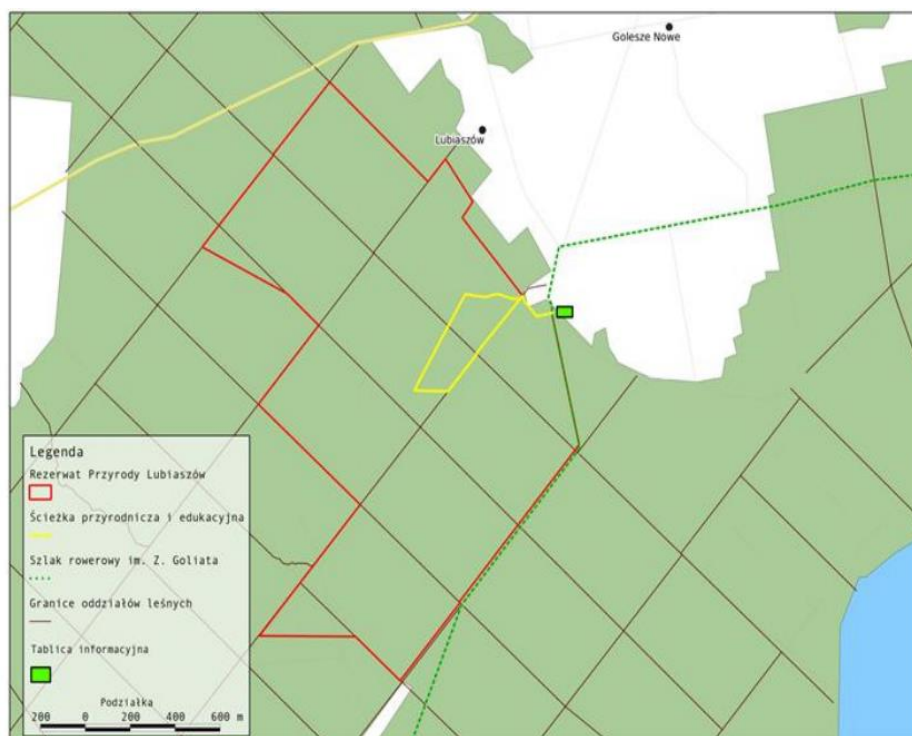 Golesze Nowe
Lubiaszów
Legenda
Rezerwat Przyrody Lubiaszów
Ścieżka przyrodnicza i edukacyjna
Szlak rowerowy im. Z. Goliata
Granice oddziałów leśnych
Tablica informacyjna
Podziałka
200 0 200 400 600 m